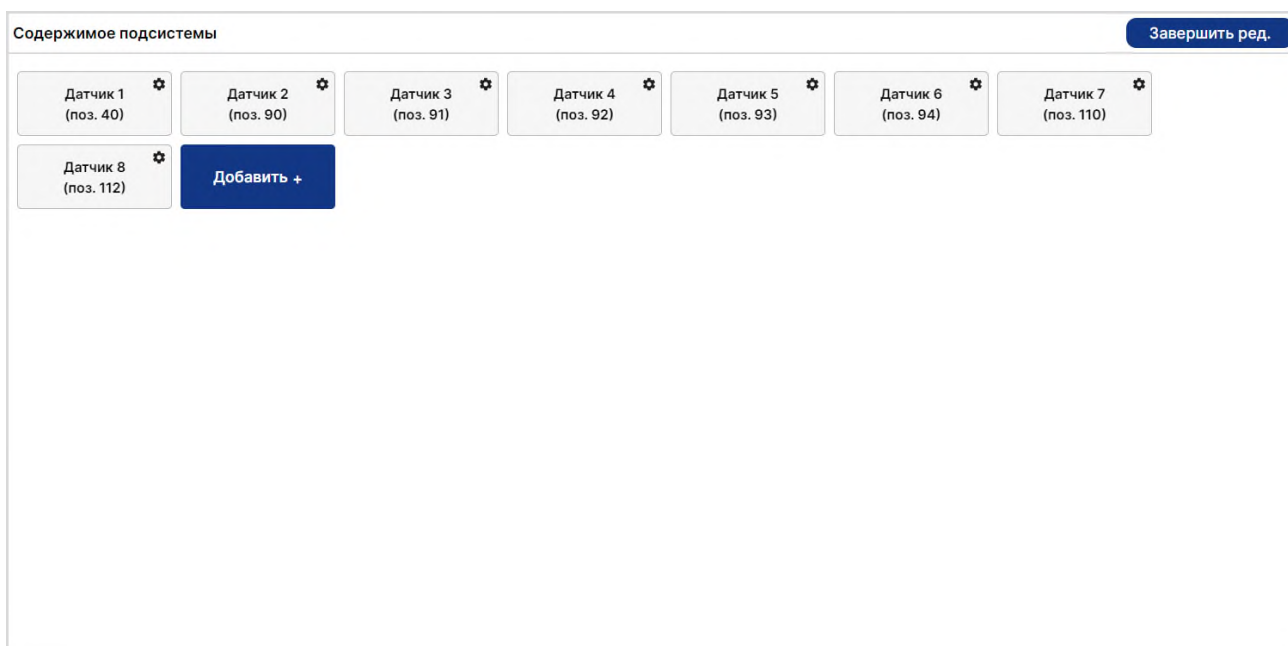 Содержимое подсистемы
Завершить ред.
Датчик 1
(поз. 40)
Датчик 2
(поз. 90)
Датчик 3
(поз. 91)
Датчик 4
(поз. 92)
Датчик 5
(поз. 93)
Датчик 6
(поз. 94)
Датчик 7
(поз. 110)
Датчик 8
(поз. 112)
Добавить +